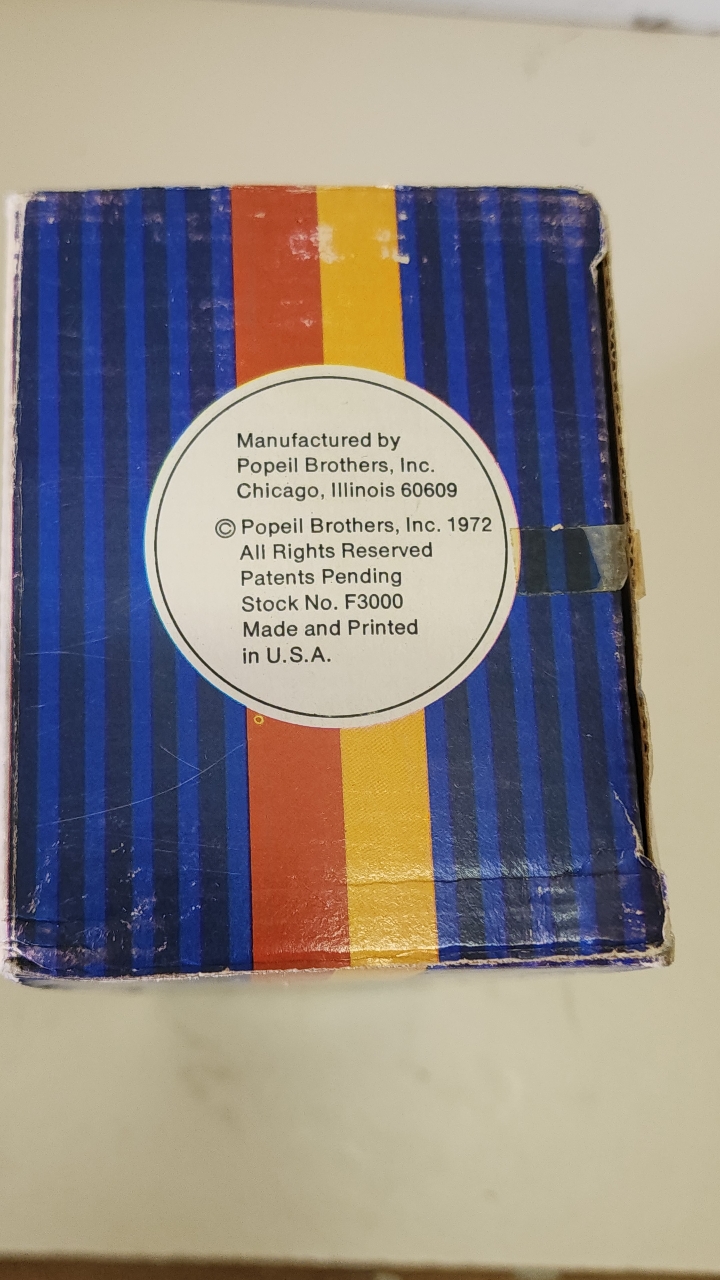 Manufactured by
Popeil Brothers, Inc.
Chicago, Illinois 60609
© Popeil Brothers, Inc. 1972
All Rights Reserved
Patents Pending
Stock No. F3000
Made and Printed
in U.S.A.